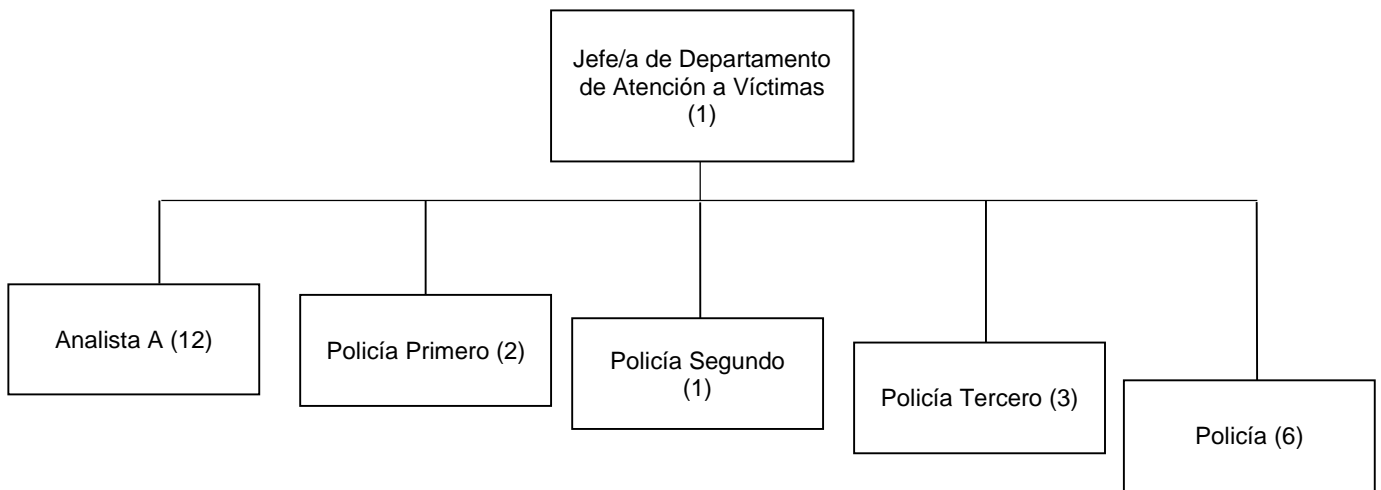 Jefe/a de Departamento
de Atención a Víctimas
(1)
Analista A (12)
Policía Primero (2)
Policía Segundo
(1)
Policía Tercero (3)
Policía (6)